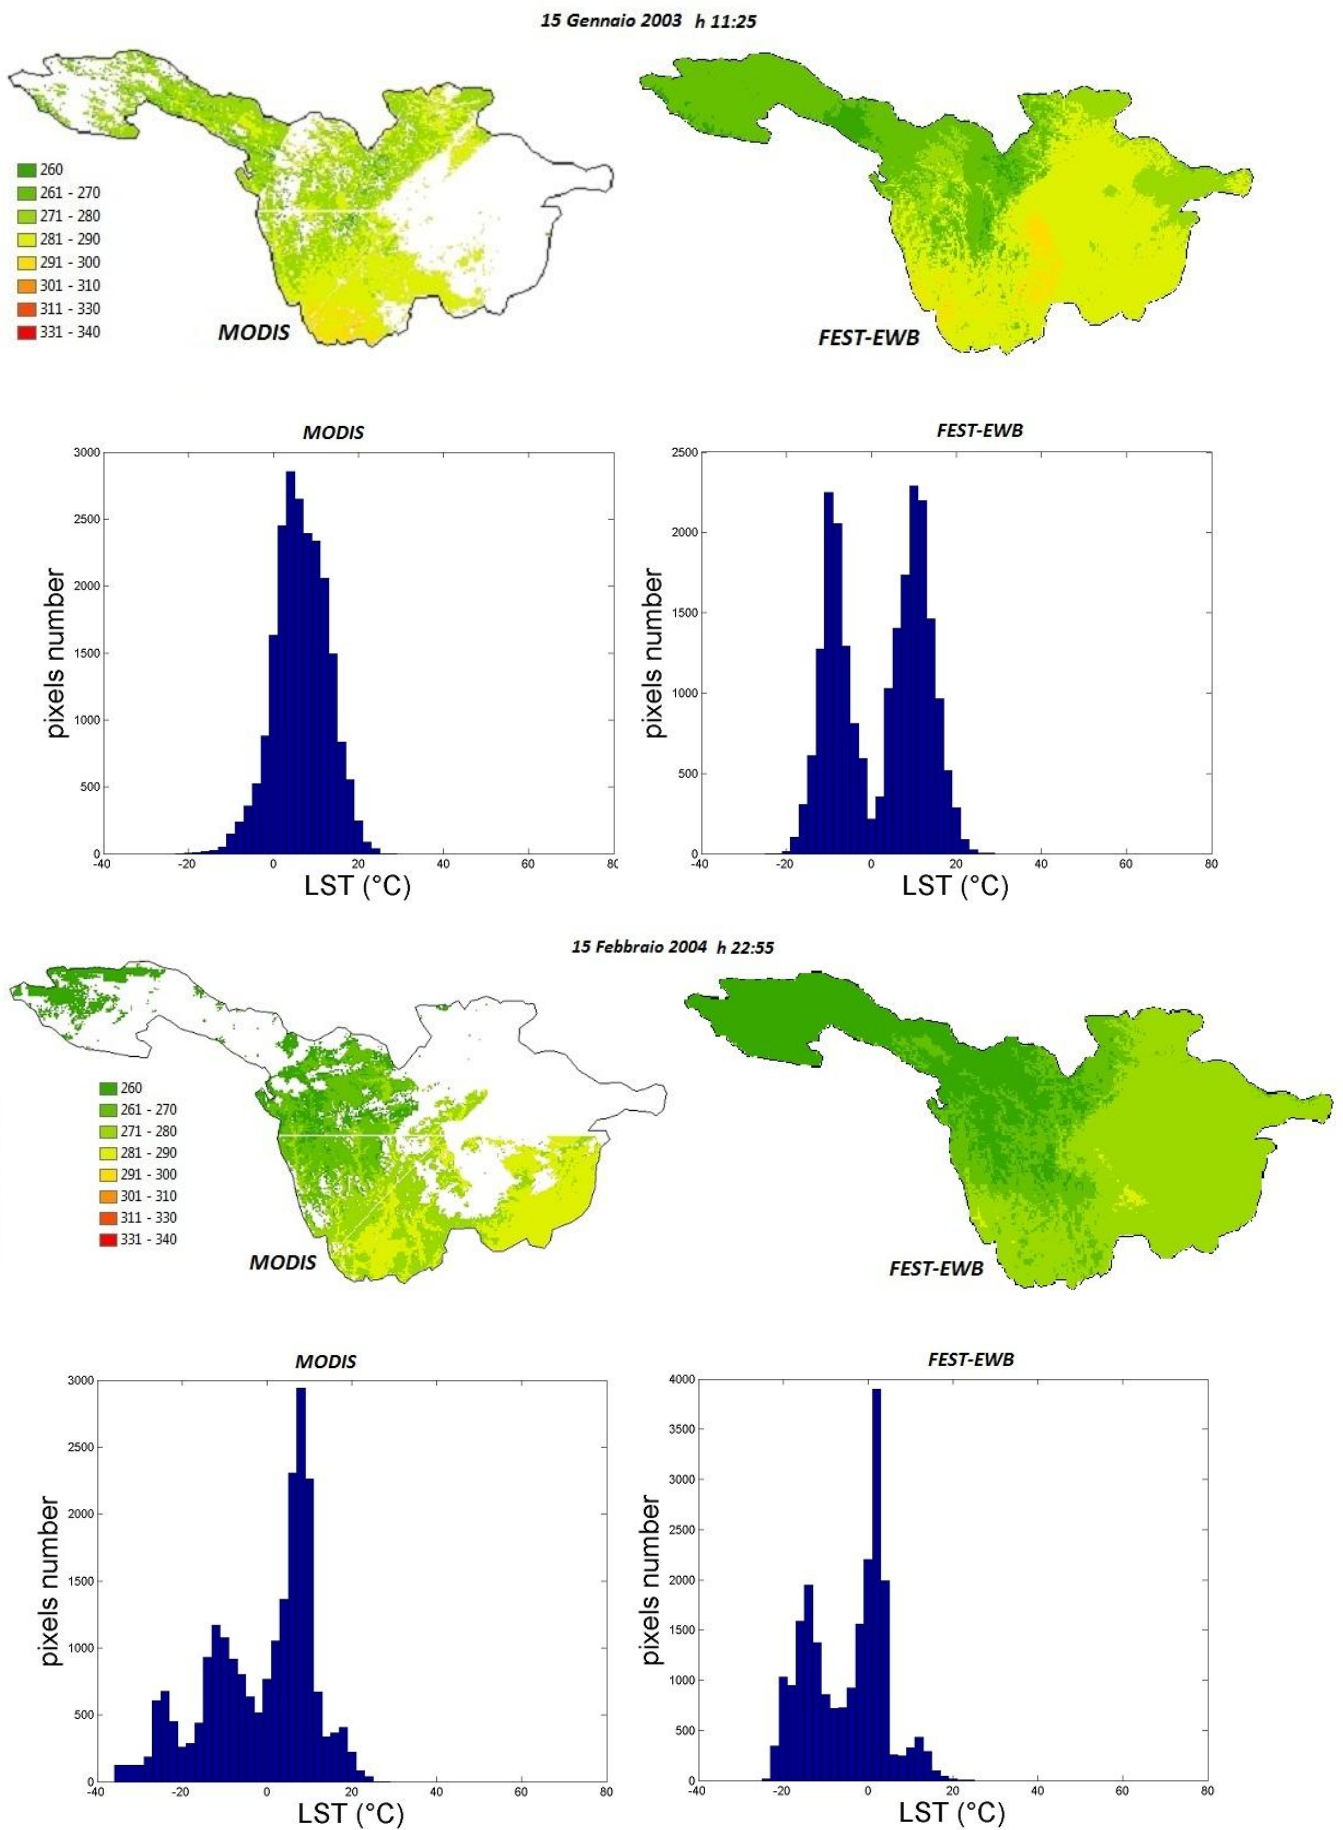 15 Gennaio 2003 h 11:25
260
261 - 270
271 - 280
281 - 290
291 - 300
301 - 310
311 - 330
331 - 340
MODIS
FEST-EWB
MODIS
3000
2500
2000
1500
1000
500
0
-40 -20 0 20 40 60 80
pixels number
LST (°C)
FEST-EWB
2500
2000
1500
1000
500
0
-40 -20 0 20 40 60 80
pixels number
LST (°C)
15 Febbraio 2004 h 22:55
260
261 - 270
271 - 280
281 - 290
291 - 300
301 - 310
311 - 330
331 - 340
MODIS
FEST-EWB
MODIS
3000
2500
2000
1500
1000
500
0
-40 -20 0 20 40 60 80
pixels number
LST (°C)
FEST-EWB
4000
3500
3000
2500
2000
1500
1000
500
0
-40 -20 0 20 40 60 80
pixels number
LST (°C)